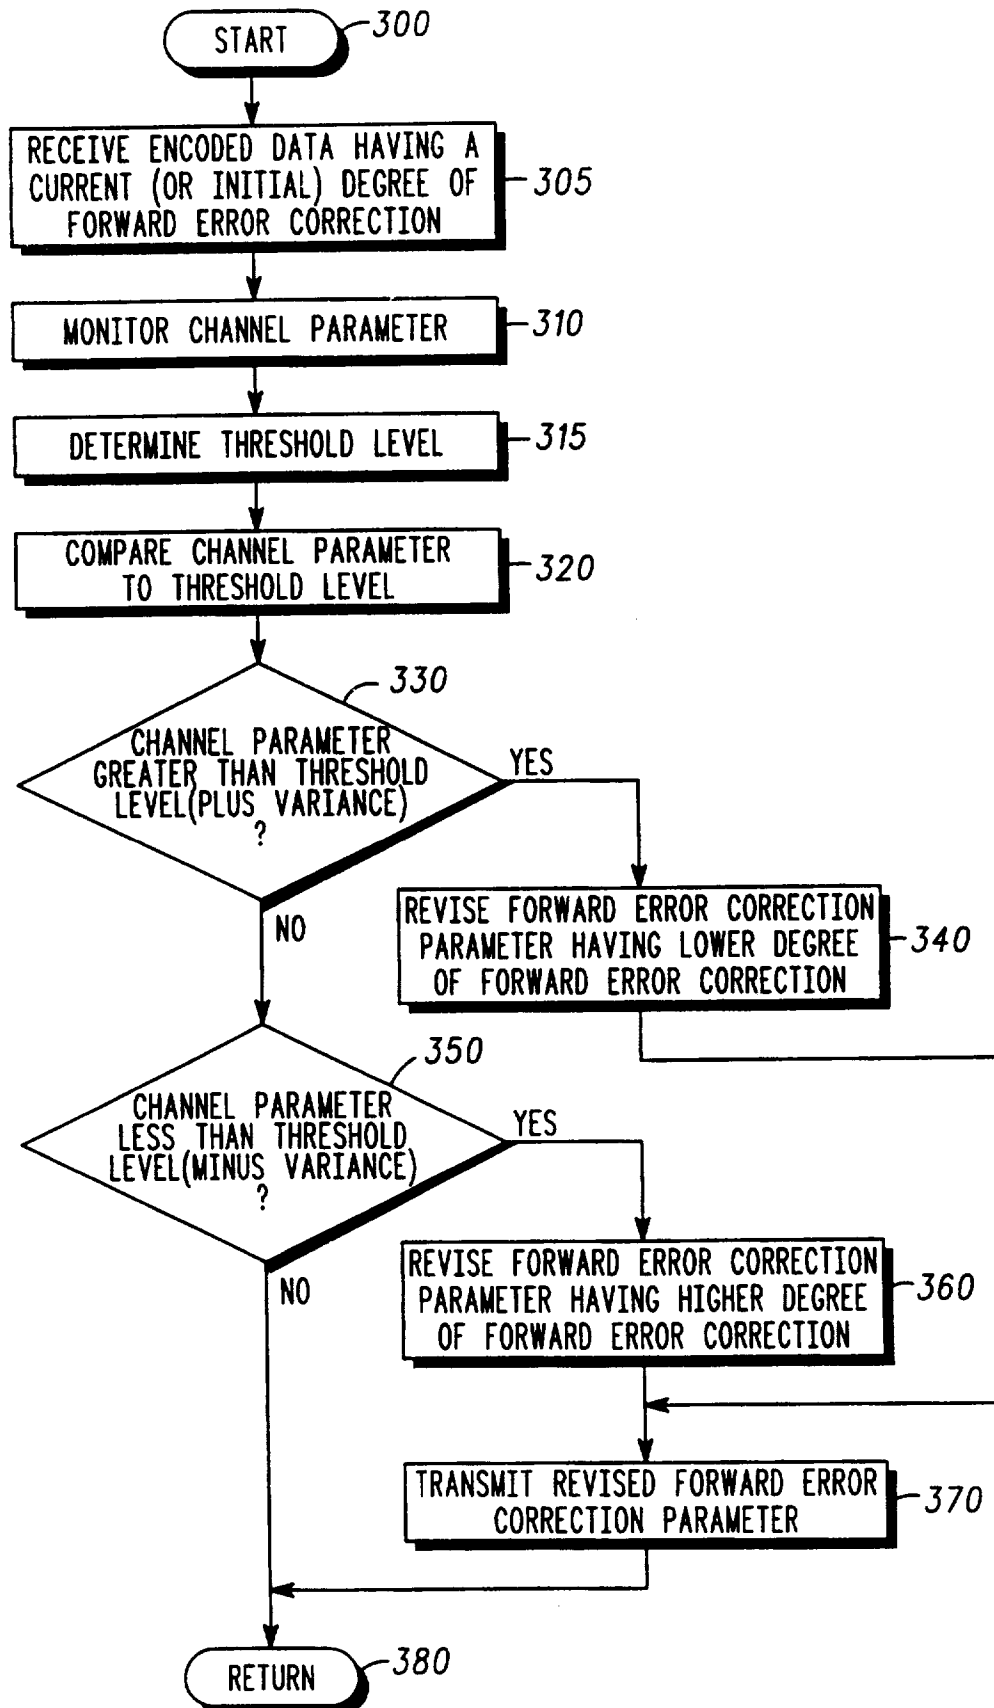 START
300
RECEIVE ENCODED DATA HAVING A
CURRENT (OR INITIAL) DEGREE OF
FORWARD ERROR CORRECTION
305
MONITOR CHANNEL PARAMETER
310
DETERMINE THRESHOLD LEVEL
315
COMPARE CHANNEL PARAMETER
TO THRESHOLD LEVEL
320
330
CHANNEL PARAMETER
GREATER THAN THRESHOLD
LEVEL(PLUS VARIANCE)
?
YES
NO
REVISE FORWARD ERROR CORRECTION
PARAMETER HAVING LOWER DEGREE
OF FORWARD ERROR CORRECTION
340
350
CHANNEL PARAMETER
LESS THAN THRESHOLD
LEVEL(MINUS VARIANCE)
?
YES
NO
REVISE FORWARD ERROR CORRECTION
PARAMETER HAVING HIGHER DEGREE
OF FORWARD ERROR CORRECTION
360
TRANSMIT REVISED FORWARD ERROR
CORRECTION PARAMETER
370
RETURN
380